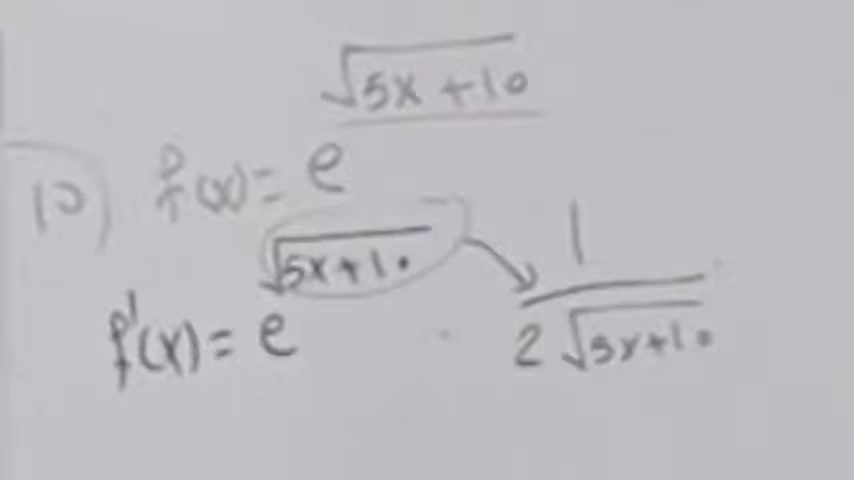 10) f(x) = e^√(5x+10)
f'(x) = e^√(5x+10) · 1/(2√(5x+10))